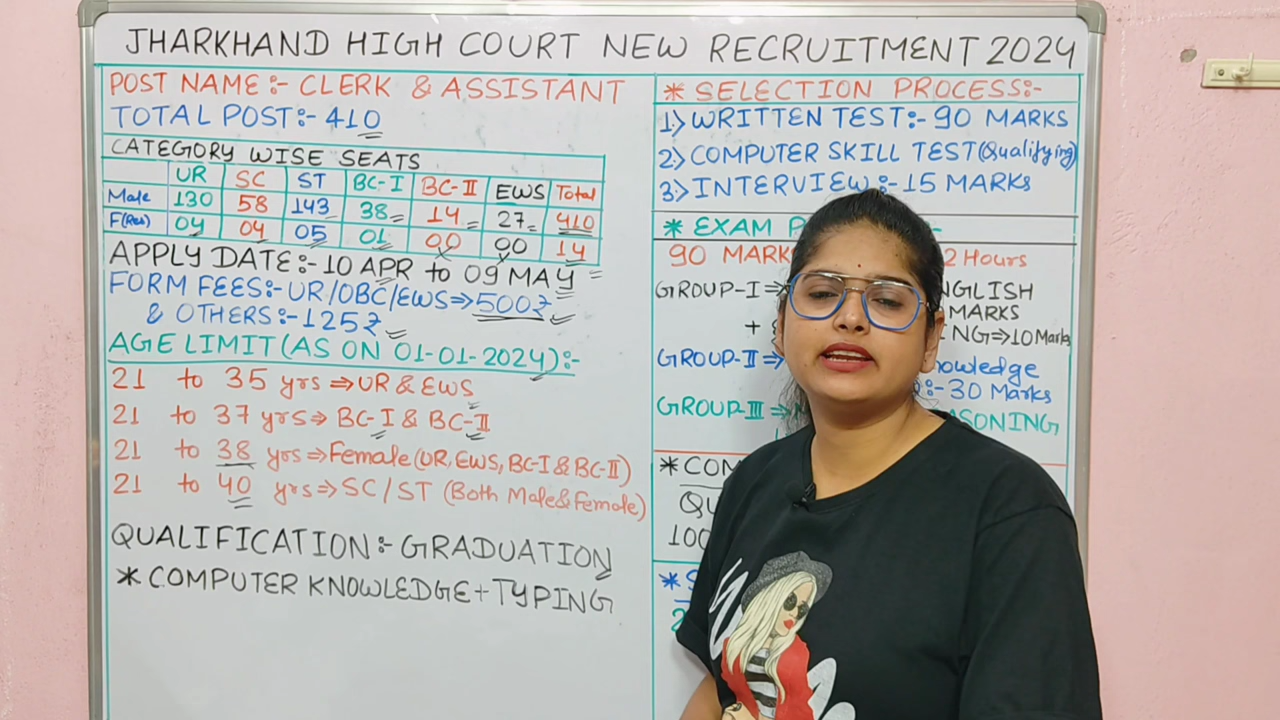 JHARKHAND HIGH COURT NEW RECRUITMENT 2024
POST NAME:- CLERK & ASSISTANT
TOTAL POST:- 410
CATEGORY WISE SEATS
UR SC ST BC-I BC-II EWS Total
Male 130 58 143 38 14 27 410
F(Res) 04 04 05 01 00 00 14
APPLY DATE:- 10 APR to 09 MAY
FORM FEES:- UR/OBC/EWS⇒500₹
& OTHERS:- 125₹
AGE LIMIT (AS ON 01-01-2024):-
21 to 35 yrs ⇒ UR & EWS
21 to 37 yrs ⇒ BC-I & BC-II
21 to 38 yrs ⇒ Female (UR, EWS, BC-I & BC-II)
21 to 40 yrs ⇒ SC/ST (Both Male & Female)
QUALIFICATION:- GRADUATION
* COMPUTER KNOWLEDGE + TYPING
* SELECTION PROCESS:-
1> WRITTEN TEST:- 90 MARKS
2> COMPUTER SKILL TEST (Qualifying)
3> INTERVIEW:- 15 MARKS
* EXAM
90 MARK 2 Hours
GROUP-I ⇒ NGLISH
MARKS
+ NG⇒10 Marks
GROUP-II ⇒ nowledge
:- 30 Marks
GROUP-III ⇒ ASONING
* COM
QU
100
*
2